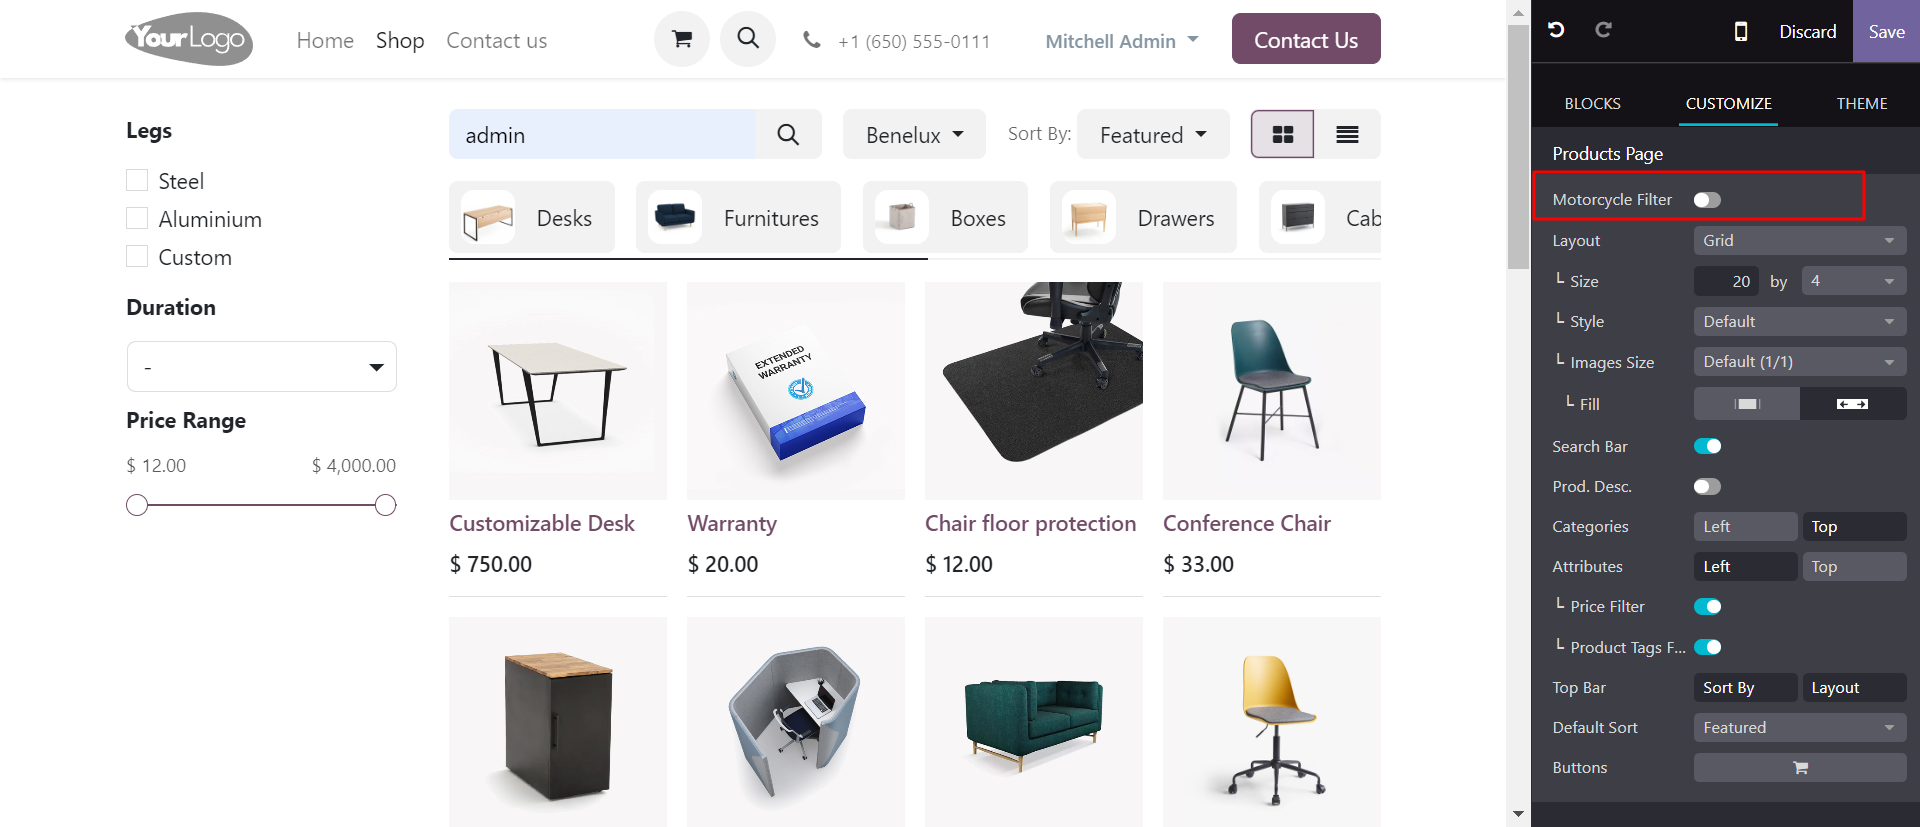 YourLogo
Home Shop Contact us
+1 (650) 555-0111
Mitchell Admin
Contact Us
Legs
Steel
Aluminium
Custom
Duration
-
Price Range
$ 12.00 $ 4,000.00
admin
Benelux
Sort By: Featured
Desks Furnitures Boxes Drawers Cab
EXTENDED
WARRANTY
Customizable Desk
$ 750.00
Warranty
$ 20.00
Chair floor protection
$ 12.00
Conference Chair
$ 33.00
Discard Save
BLOCKS CUSTOMIZE THEME
Products Page
Motorcycle Filter
Layout Grid
└ Size 20 by 4
└ Style Default
└ Images Size Default (1/1)
└ Fill
Search Bar
Prod. Desc.
Categories Left Top
Attributes Left Top
└ Price Filter
└ Product Tags F...
Top Bar Sort By Layout
Default Sort Featured
Buttons